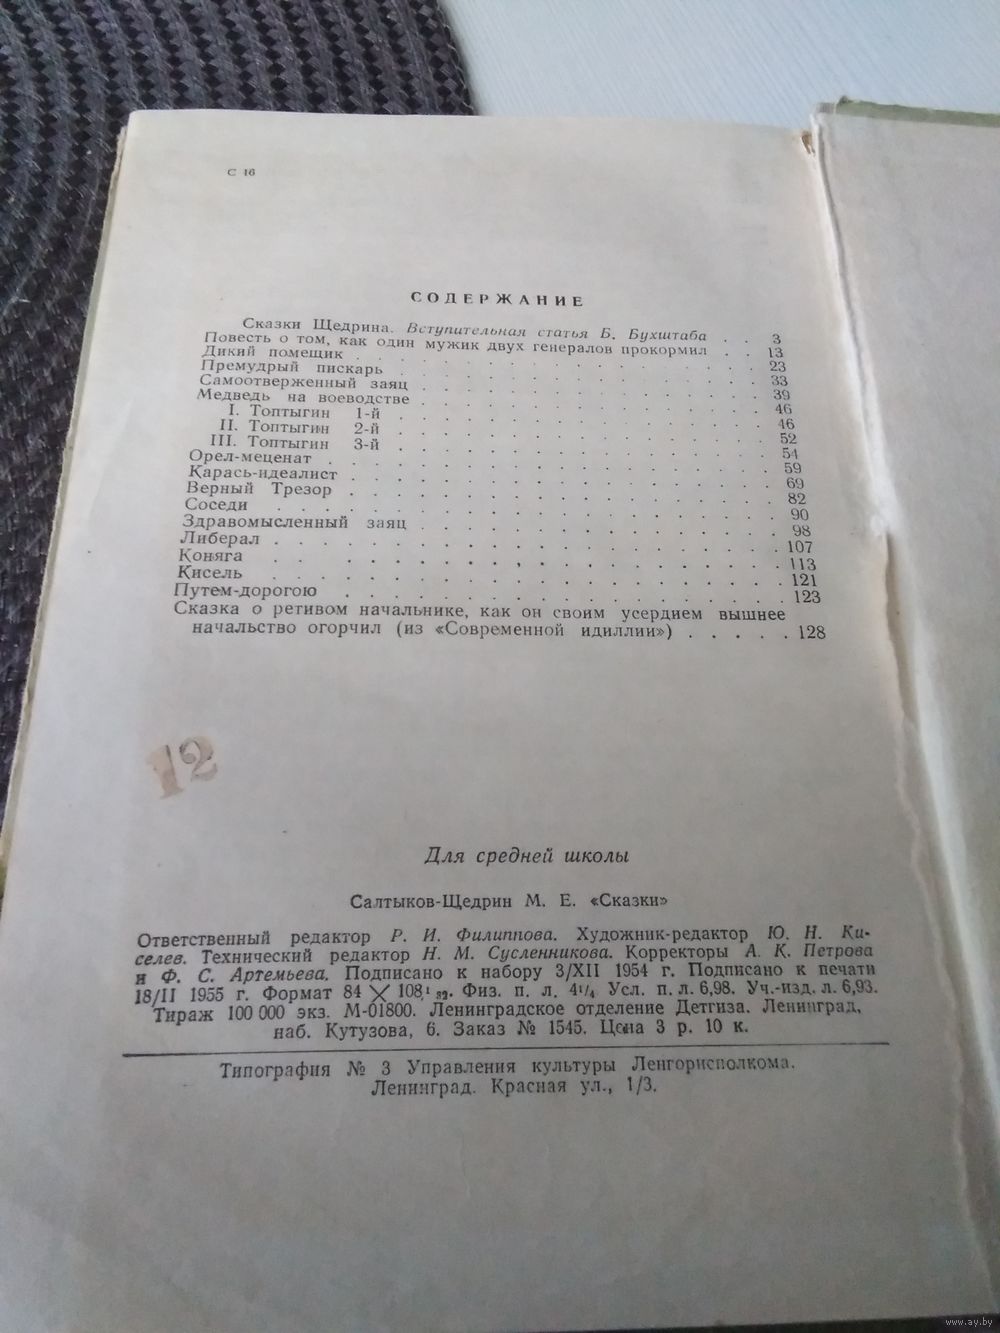 С 16
СОДЕРЖАНИЕ
Сказки Щедрина. Вступительная статья Б. Бухштаба . . 3
Повесть о том, как один мужик двух генералов прокормил . . 13
Дикий помещик . . . . . . . . . . . . . 23
Премудрый пискарь . . . . . . . . . . . . 33
Самоотверженный заяц . . . . . . . . . . . 39
Медведь на воеводстве . . . . . . . . . . . 46
I. Топтыгин 1-й . . . . . . . . . . . . 46
II. Топтыгин 2-й . . . . . . . . . . . . 52
III. Топтыгин 3-й . . . . . . . . . . . . 54
Орел-меценат . . . . . . . . . . . . . . 59
Карась-идеалист . . . . . . . . . . . . . 69
Верный Трезор . . . . . . . . . . . . . 82
Соседи . . . . . . . . . . . . . . . 90
Здравомысленный заяц . . . . . . . . . . . 98
Либерал . . . . . . . . . . . . . . . 107
Коняга . . . . . . . . . . . . . . . 113
Кисель . . . . . . . . . . . . . . . 121
Путем-дорогою . . . . . . . . . . . . . 123
Сказка о ретивом начальнике, как он своим усердием вышнее
начальство огорчил (из «Современной идиллии») . . . . . 128
12
Для средней школы
Салтыков-Щедрин М. Е. «Сказки»
Ответственный редактор Р. И. Филиппова. Художник-редактор Ю. Н. Ки-
селев. Технический редактор Н. М. Сусленникова. Корректоры А. К. Петрова
и Ф. С. Артемьева. Подписано к набору 3/XII 1954 г. Подписано к печати
18/II 1955 г. Формат 84 × 108 1/32. Физ. п. л. 4 1/4 Усл. п. л. 6,98. Уч.-изд. л. 6,93.
Тираж 100 000 экз. М-01800. Ленинградское отделение Детгиза. Ленинград,
наб. Кутузова, 6. Заказ № 1545. Цена 3 р. 10 к.
Типография № 3 Управления культуры Ленгорисполкома.
Ленинград. Красная ул., 1/3.
www.ay.by